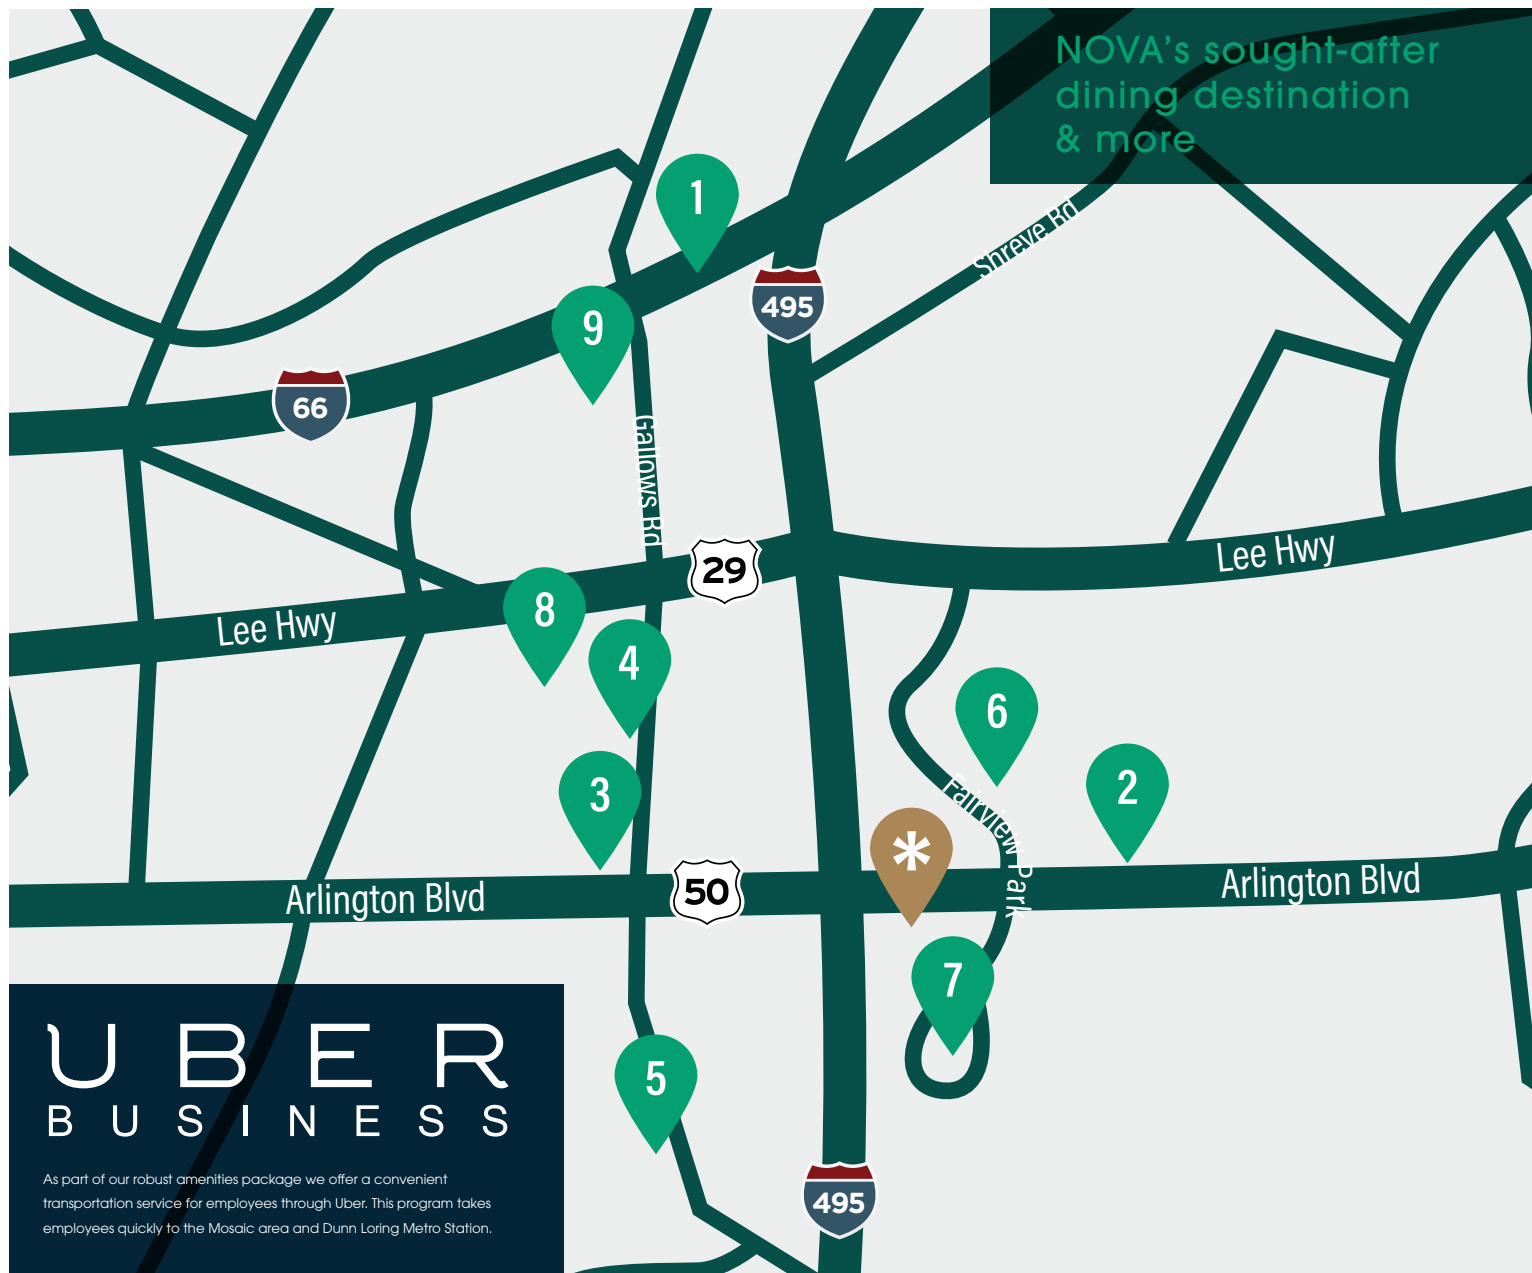 NOVA's sought-after
dining destination
& more
1
Shreve Rd
495
9
66
Gallows Rd
29
Lee Hwy
8
Lee Hwy
4
6
3
2
Fairview Park
*
50
Arlington Blvd
Arlington Blvd
7
UBER
BUSINESS
5
As part of our robust amenities package we offer a convenient
transportation service for employees through Uber. This program takes
employees quickly to the Mosaic area and Dunn Loring Metro Station.
495